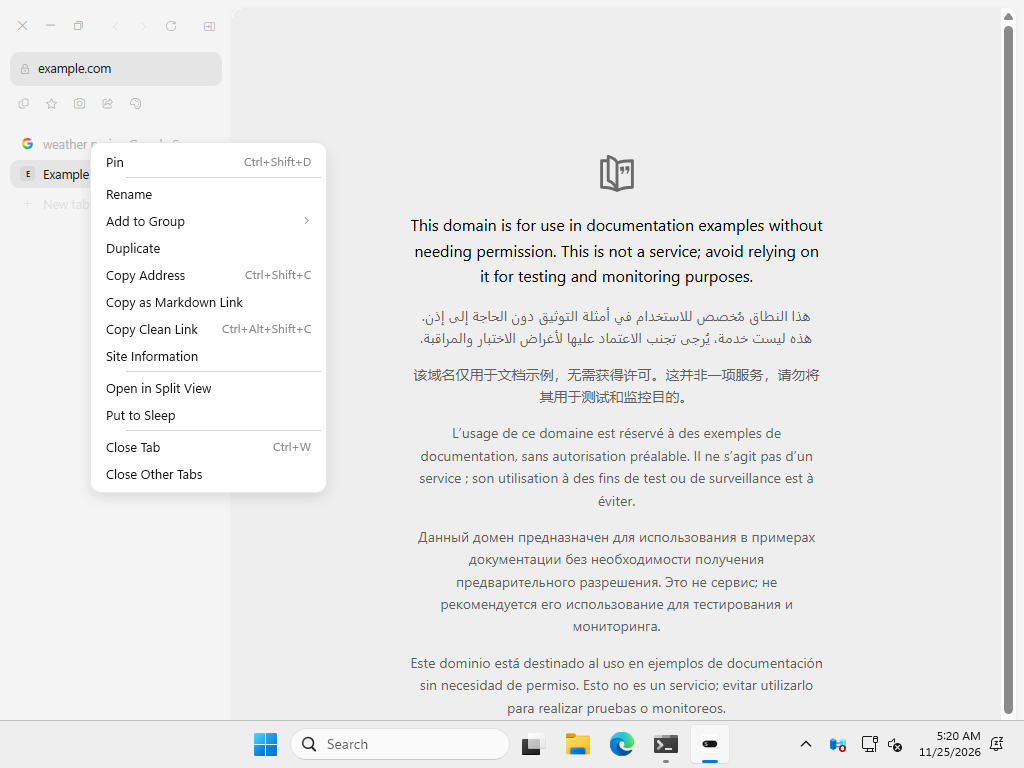 example.com
weather
Example
New tab
Pin Ctrl+Shift+D
Rename
Add to Group
Duplicate
Copy Address Ctrl+Shift+C
Copy as Markdown Link
Copy Clean Link Ctrl+Alt+Shift+C
Site Information
Open in Split View
Put to Sleep
Close Tab Ctrl+W
Close Other Tabs
This domain is for use in documentation examples without
needing permission. This is not a service; avoid relying on
it for testing and monitoring purposes.
هذا النطاق مُخصص للاستخدام في أمثلة التوثيق دون الحاجة إلى إذن.
هذه ليست خدمة، يُرجى تجنب الاعتماد عليها لأغراض الاختبار والمراقبة.
该域名仅用于文档示例，无需获得许可。这并非一项服务，请勿将
其用于测试和监控目的。
L’usage de ce domaine est réservé à des exemples de
documentation, sans autorisation préalable. Il ne s’agit pas d’un
service ; son utilisation à des fins de test ou de surveillance est à
éviter.
Данный домен предназначен для использования в примерах
документации без необходимости получения
предварительного разрешения. Это не сервис; не
рекомендуется его использование для тестирования и
мониторинга.
Este dominio está destinado al uso en ejemplos de documentación
sin necesidad de permiso. Esto no es un servicio; evitar utilizarlo
para realizar pruebas o monitoreos.
Search
5:20 AM
11/25/2026